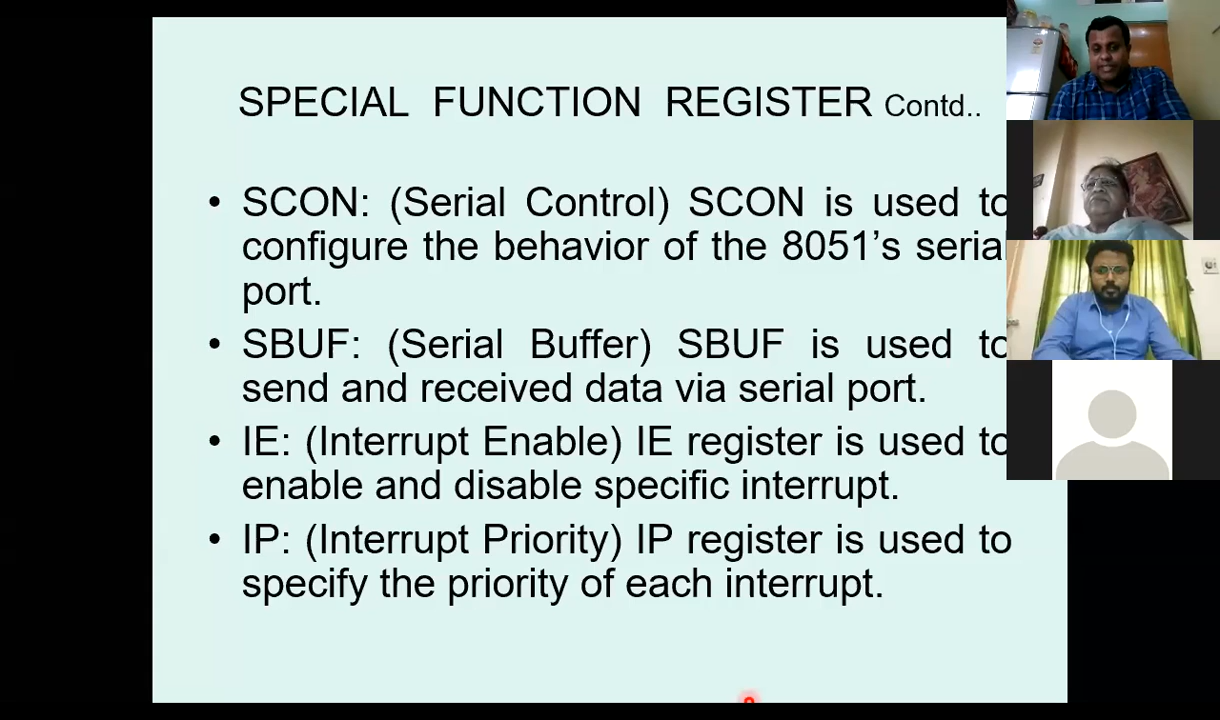 SPECIAL FUNCTION REGISTER Contd..
• SCON: (Serial Control) SCON is used to
configure the behavior of the 8051’s serial
port.
• SBUF: (Serial Buffer) SBUF is used to
send and received data via serial port.
• IE: (Interrupt Enable) IE register is used to
enable and disable specific interrupt.
• IP: (Interrupt Priority) IP register is used to
specify the priority of each interrupt.